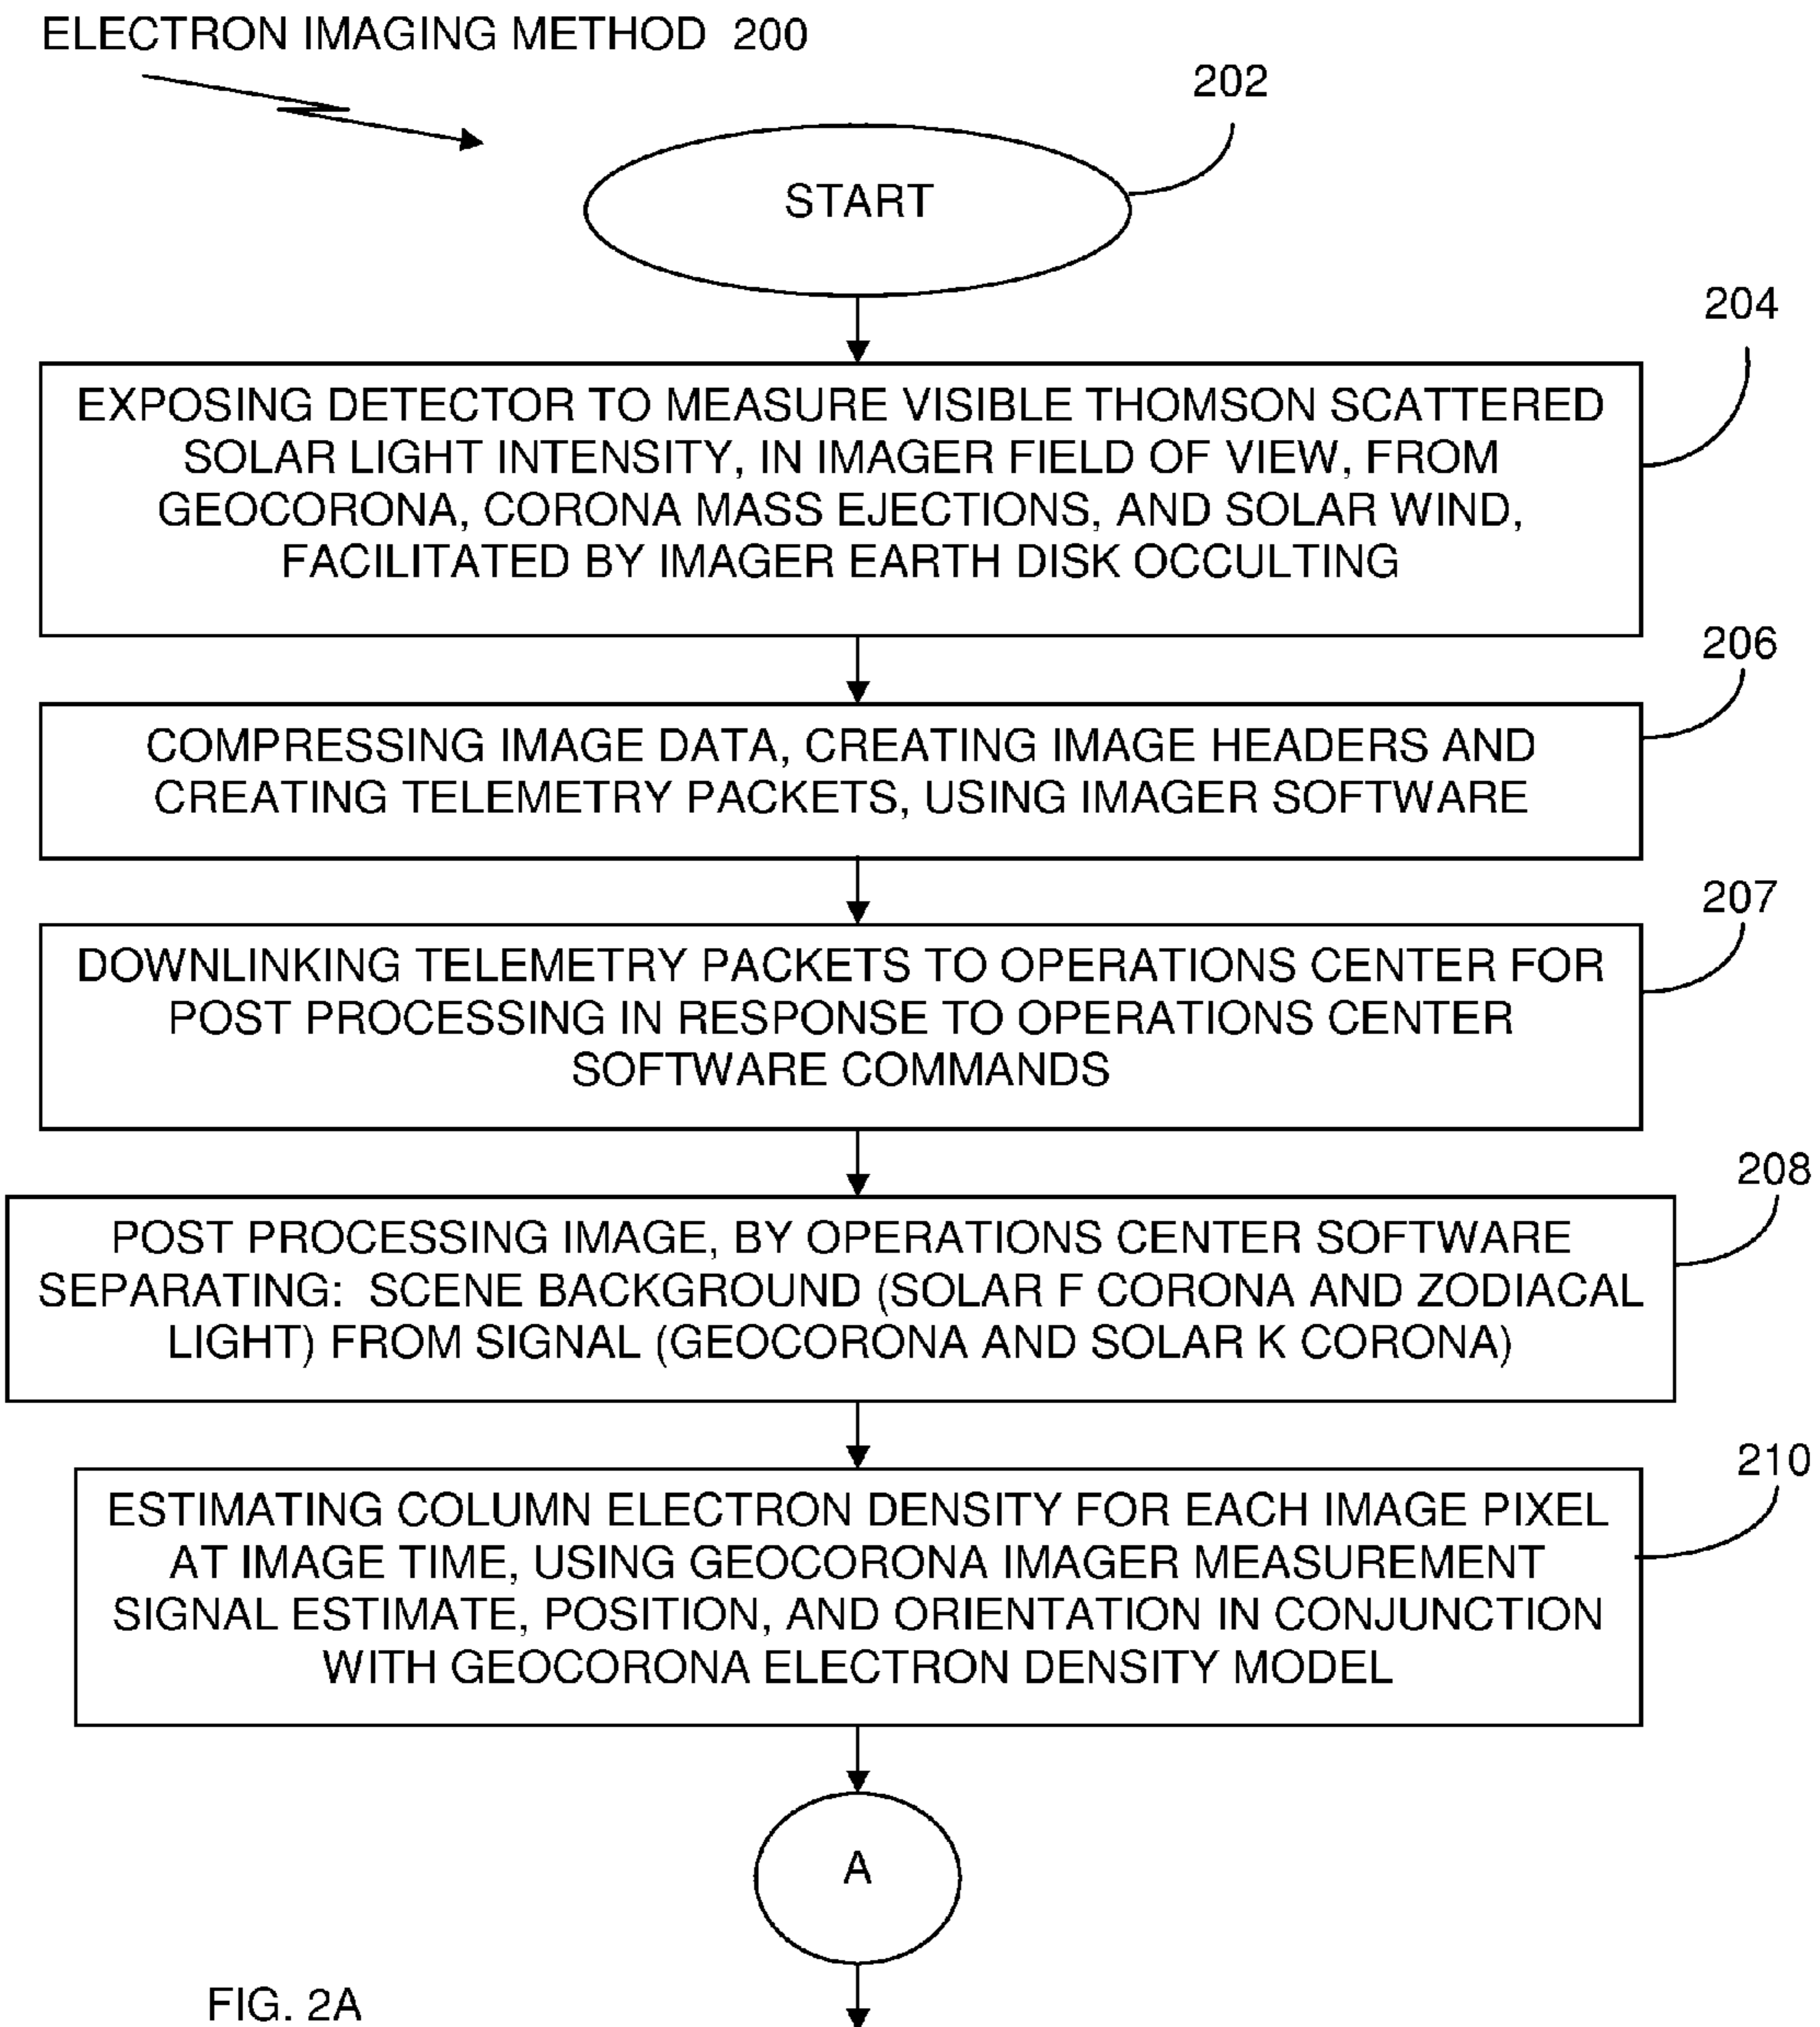 ELECTRON IMAGING METHOD 200
202
START
204
EXPOSING DETECTOR TO MEASURE VISIBLE THOMSON SCATTERED
SOLAR LIGHT INTENSITY, IN IMAGER FIELD OF VIEW, FROM
GEOCORONA, CORONA MASS EJECTIONS, AND SOLAR WIND,
FACILITATED BY IMAGER EARTH DISK OCCULTING
206
COMPRESSING IMAGE DATA, CREATING IMAGE HEADERS AND
CREATING TELEMETRY PACKETS, USING IMAGER SOFTWARE
207
DOWNLINKING TELEMETRY PACKETS TO OPERATIONS CENTER FOR
POST PROCESSING IN RESPONSE TO OPERATIONS CENTER
SOFTWARE COMMANDS
208
POST PROCESSING IMAGE, BY OPERATIONS CENTER SOFTWARE
SEPARATING: SCENE BACKGROUND (SOLAR F CORONA AND ZODIACAL
LIGHT) FROM SIGNAL (GEOCORONA AND SOLAR K CORONA)
210
ESTIMATING COLUMN ELECTRON DENSITY FOR EACH IMAGE PIXEL
AT IMAGE TIME, USING GEOCORONA IMAGER MEASUREMENT
SIGNAL ESTIMATE, POSITION, AND ORIENTATION IN CONJUNCTION
WITH GEOCORONA ELECTRON DENSITY MODEL
A
FIG. 2A